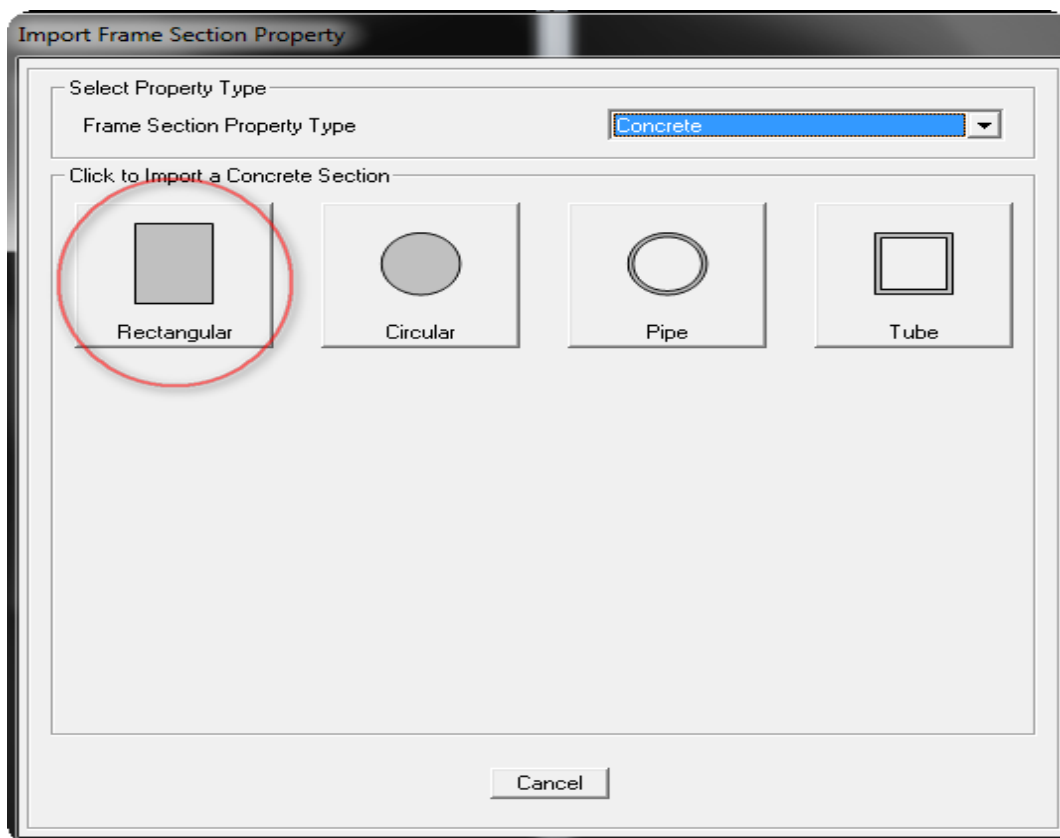 Import Frame Section Property
Select Property Type
Frame Section Property Type
Concrete
Click to Import a Concrete Section
Rectangular
Circular
Pipe
Tube
Cancel